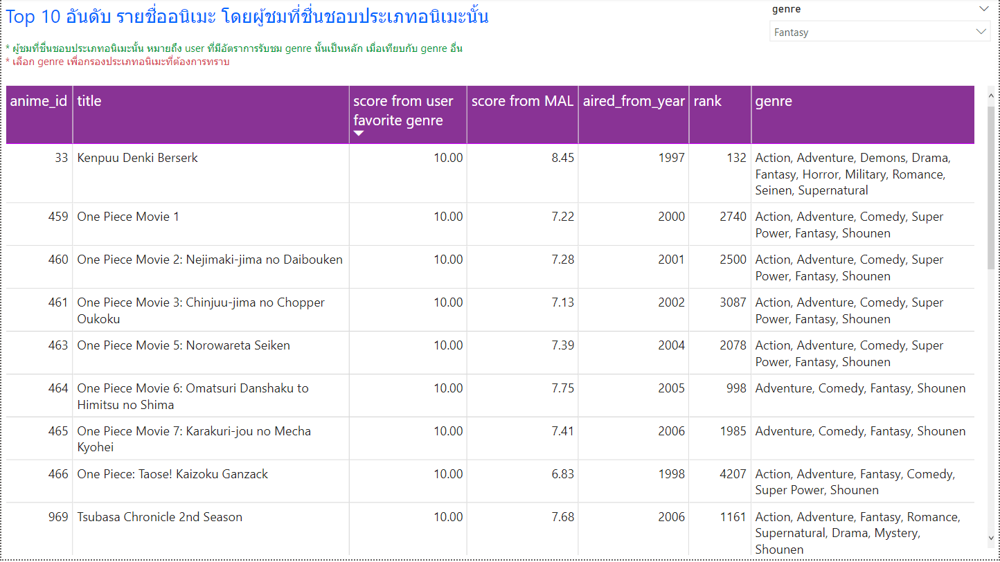 Top 10 อันดับ รายชื่ออนิเมะ โดยผู้ชมที่ชื่นชอบประเภทอนิเมะนั้น
genre
Fantasy
* ผู้ชมที่ชื่นชอบประเภทอนิเมะนั้น หมายถึง user ที่มีอัตราการรับชม genre นั้นเป็นหลัก เมื่อเทียบกับ genre อื่น
* เลือก genre เพื่อกรองประเภทอนิเมะที่ต้องการทราบ
anime_id title score from user favorite genre score from MAL aired_from_year rank genre
33 Kenpuu Denki Berserk 10.00 8.45 1997 132 Action, Adventure, Demons, Drama,
Fantasy, Horror, Military, Romance,
Seinen, Supernatural
459 One Piece Movie 1 10.00 7.22 2000 2740 Action, Adventure, Comedy, Super
Power, Fantasy, Shounen
460 One Piece Movie 2: Nejimaki-jima no Daibouken 10.00 7.28 2001 2500 Action, Adventure, Comedy, Super
Power, Fantasy, Shounen
461 One Piece Movie 3: Chinjuu-jima no Chopper 10.00 7.13 2002 3087 Action, Adventure, Comedy, Super
Oukoku Power, Fantasy, Shounen
463 One Piece Movie 5: Norowareta Seiken 10.00 7.39 2004 2078 Action, Adventure, Comedy, Super
Power, Fantasy, Shounen
464 One Piece Movie 6: Omatsuri Danshaku to 10.00 7.75 2005 998 Adventure, Comedy, Fantasy, Shounen
Himitsu no Shima
465 One Piece Movie 7: Karakuri-jou no Mecha 10.00 7.41 2006 1985 Adventure, Comedy, Fantasy, Shounen
Kyohei
466 One Piece: Taose! Kaizoku Ganzack 10.00 6.83 1998 4207 Action, Adventure, Fantasy, Comedy,
Super Power, Shounen
969 Tsubasa Chronicle 2nd Season 10.00 7.68 2006 1161 Action, Adventure, Fantasy, Romance,
Supernatural, Drama, Mystery,
Shounen